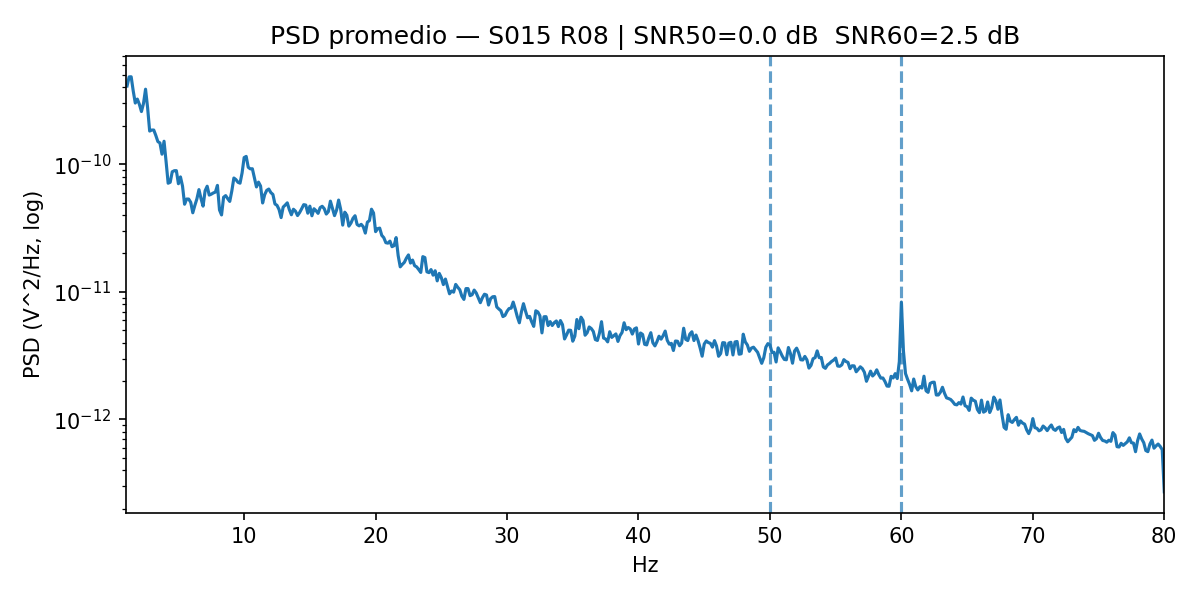 PSD promedio — S015 R08 | SNR50=0.0 dB  SNR60=2.5 dB
PSD (V^2/Hz, log)
10⁻¹⁰
10⁻¹¹
10⁻¹²
10 20 30 40 50 60 70 80
Hz